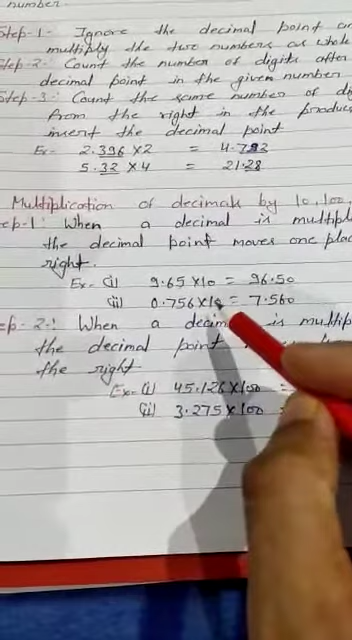 number.
Step-1- Ignore the decimal point
multiply the two numbers as whole
Step-2- Count the number of digits after
decimal point in the given number
Step-3- Count the same number of
from the right in the product
insert the decimal point
Ex- 2.396 × 2 = 4.792
5.32 × 4 = 21.28
Multiplication of decimals by 10, 100,
Step-1: When a decimal is
the decimal point moves one place
right.
Ex- (i) 9.65 × 10 = 96.50
(ii) 0.756 × 10 = 7.560
Step-2: When a is
the decimal point
the right.
Ex- (i) 45.126 × 100 =
(ii) 3.275 × 100